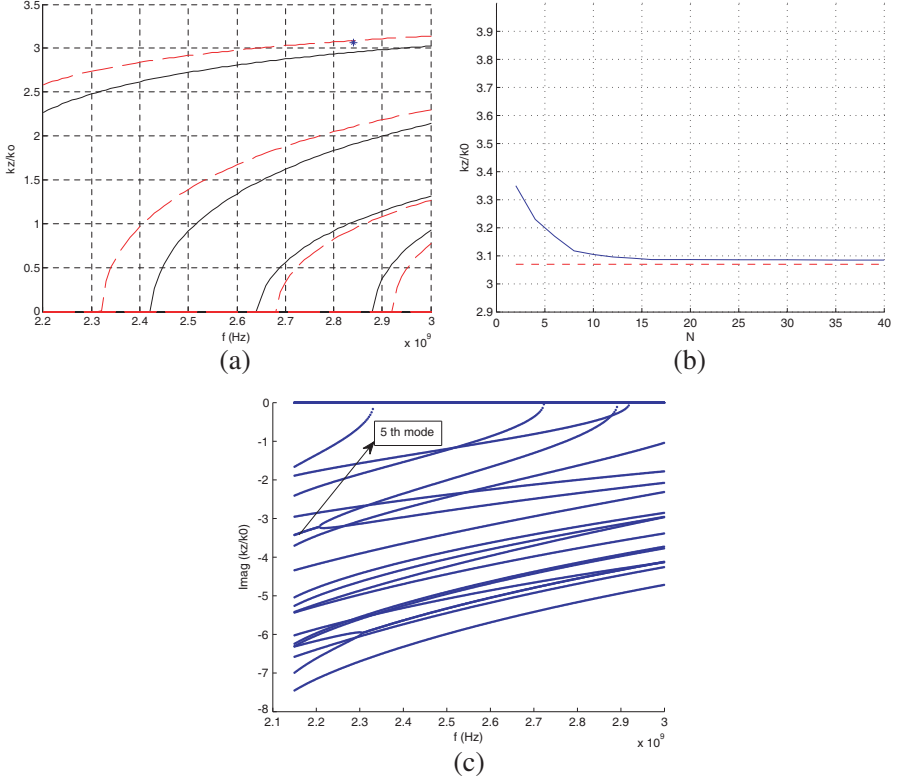 3.5
3
2.5
2
1.5
1
0.5
0
kz/ko
2.2 2.3 2.4 2.5 2.6 2.7 2.8 2.9 3
f (Hz)
x 10^9
(a)
3.9
3.8
3.7
3.6
3.5
3.4
3.3
3.2
3.1
3
2.9
kz/k0
0 5 10 15 20 25 30 35 40
N
(b)
0
-1
-2
-3
-4
-5
-6
-7
-8
Imag (kz/k0)
5 th mode
2.1 2.2 2.3 2.4 2.5 2.6 2.7 2.8 2.9 3
f (Hz)
x 10^9
(c)